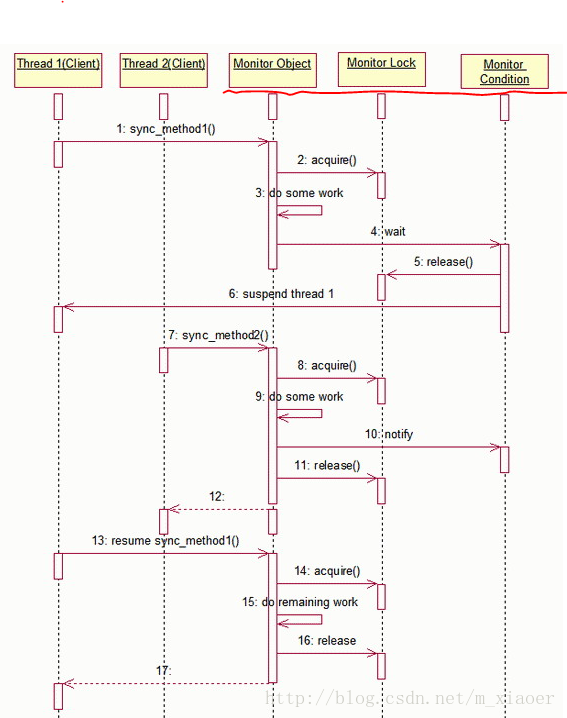 Thread 1(Client) Thread 2(Client) Monitor Object Monitor Lock Monitor
Condition
1: sync_method1()
2: acquire()
3: do some work
4: wait
5: release()
6: suspend thread 1
7: sync_method2()
8: acquire()
9: do some work
10: notify
11: release()
12:
13: resume sync_method1()
14: acquire()
15: do remaining work
16: release
17:
http://blog.csdn.net/m_xiaoer